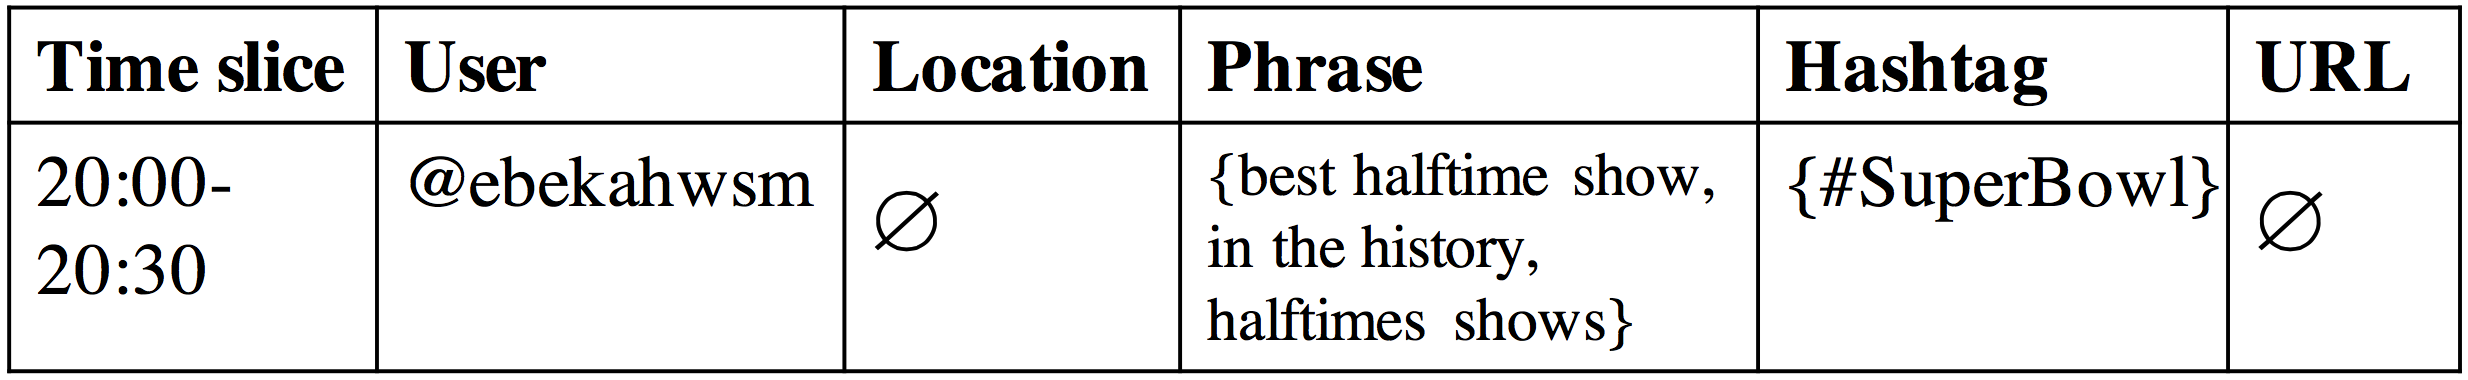 Time slice User Location Phrase Hashtag URL
20:00-
20:30
@ebekahwsm
∅
{best halftime show,
in the history,
halftimes shows}
{#SuperBowl}
∅